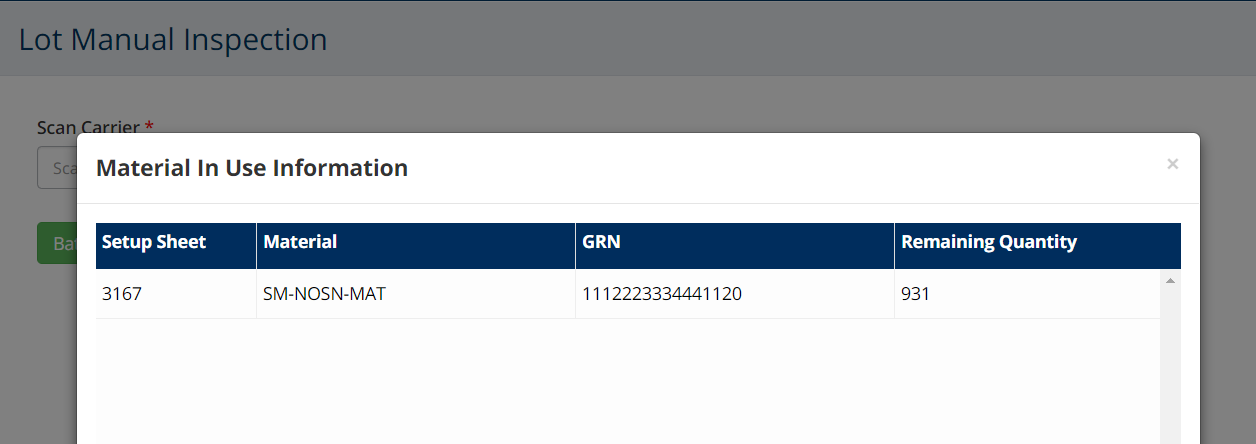 Lot Manual Inspection
Scan Carrier *
Sca
Material In Use Information
×
Bat
Setup Sheet Material GRN Remaining Quantity
3167 SM-NOSN-MAT 1112223334441120 931